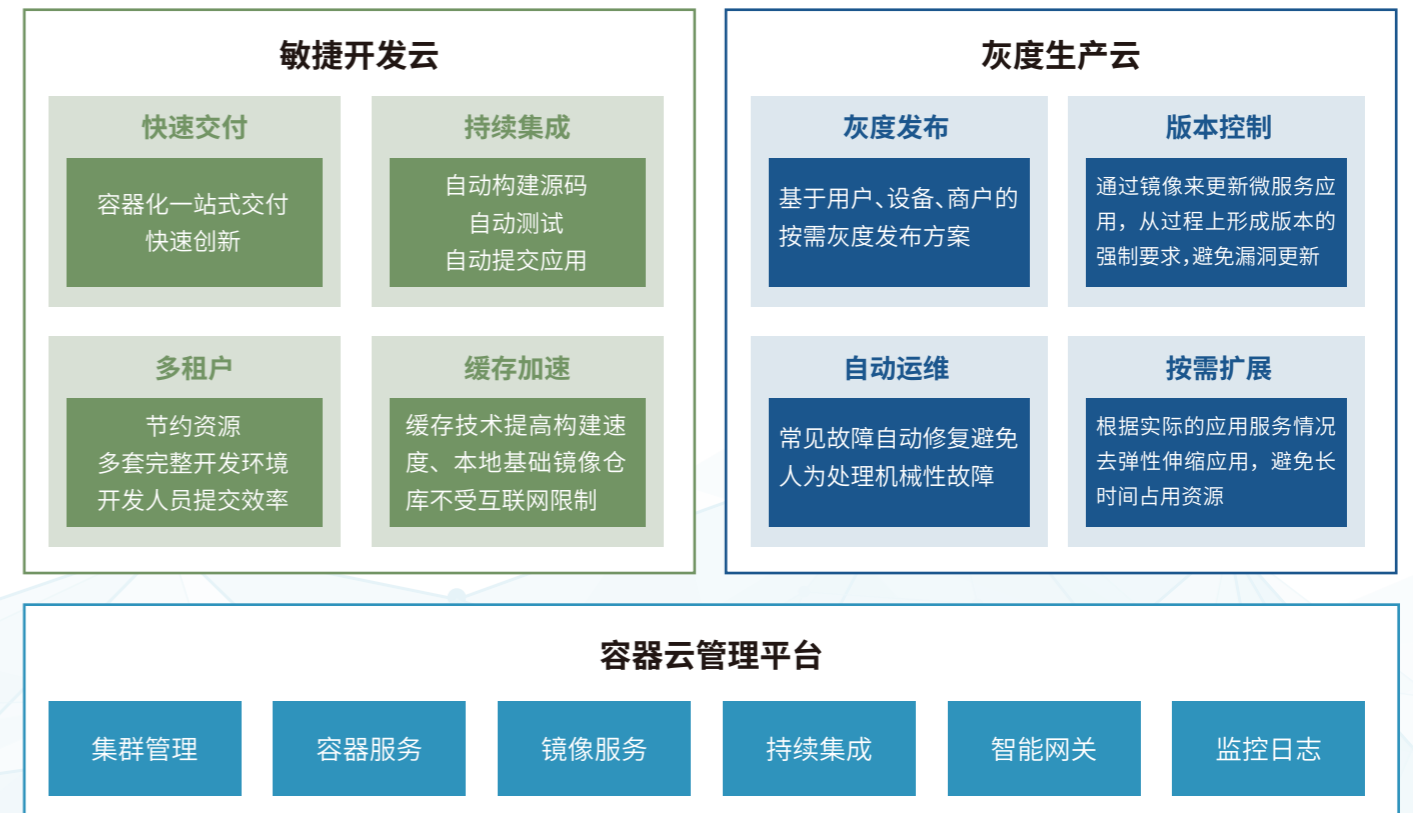 敏捷开发云
快速交付
容器化一站式交付
快速创新
持续集成
自动构建源码
自动测试
自动提交应用
多租户
节约资源
多套完整开发环境
开发人员提交效率
缓存加速
缓存技术提高构建速
度、本地基础镜像仓
库不受互联网限制
灰度生产云
灰度发布
基于用户、设备、商户的
按需灰度发布方案
版本控制
通过镜像来更新微服务应
用，从过程上形成版本的
强制要求，避免漏洞更新
自动运维
常见故障自动修复避免
人为处理机械性故障
按需扩展
根据实际的应用服务情况
去弹性伸缩应用，避免长
时间占用资源
容器云管理平台
集群管理
容器服务
镜像服务
持续集成
智能网关
监控日志